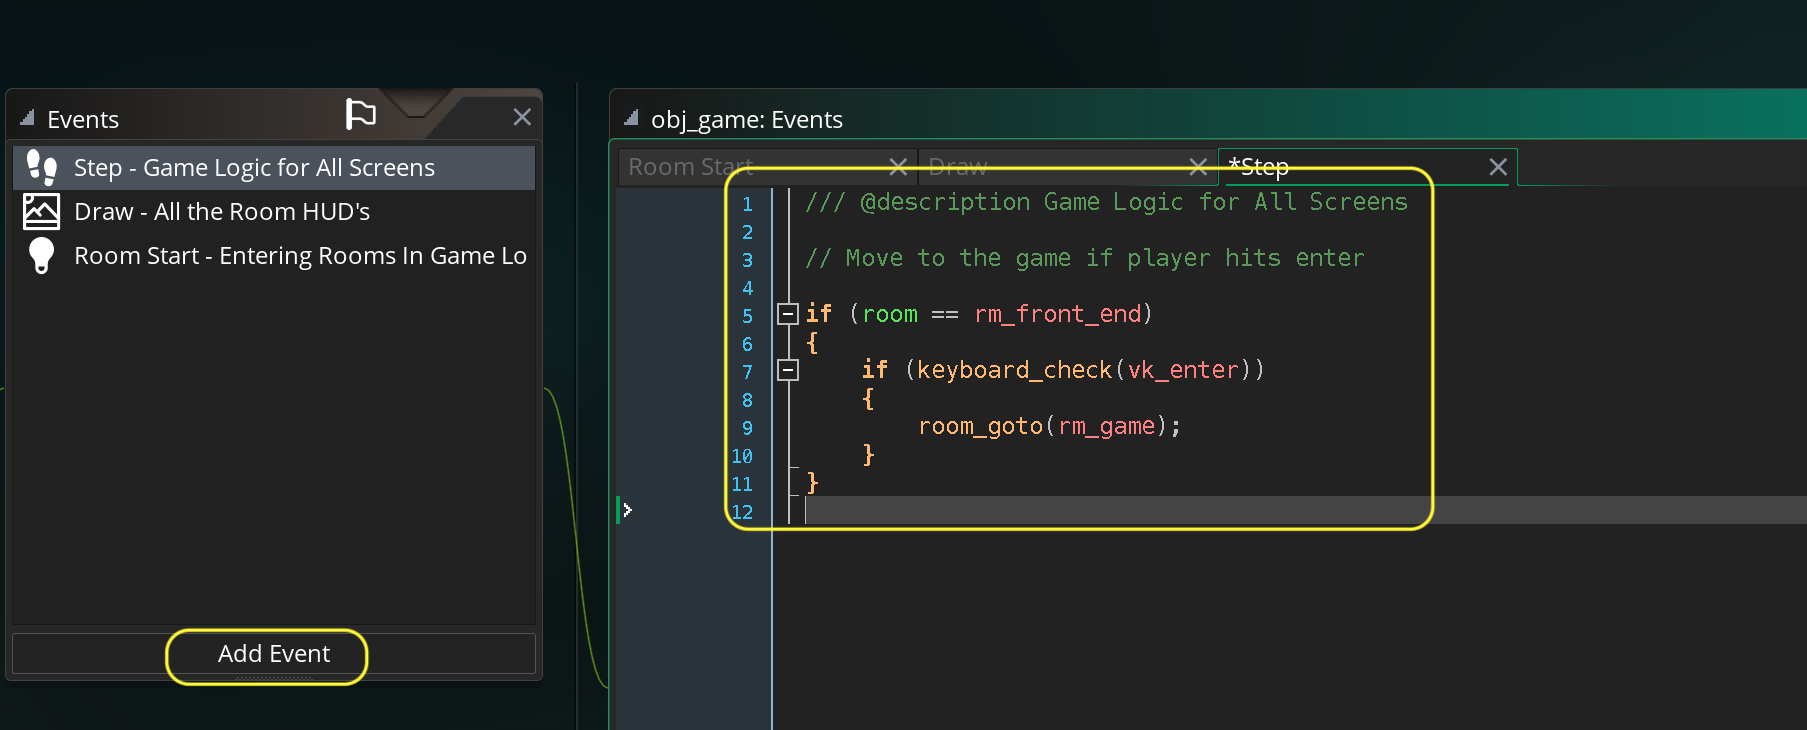 Events
Step - Game Logic for All Screens
Draw - All the Room HUD's
Room Start - Entering Rooms In Game Lo
Add Event
obj_game: Events
Room Start
Draw
*Step
1 /// @description Game Logic for All Screens
2
3 // Move to the game if player hits enter
4
5 if (room == rm_front_end)
6 {
7     if (keyboard_check(vk_enter))
8     {
9         room_goto(rm_game);
10     }
11 }
12